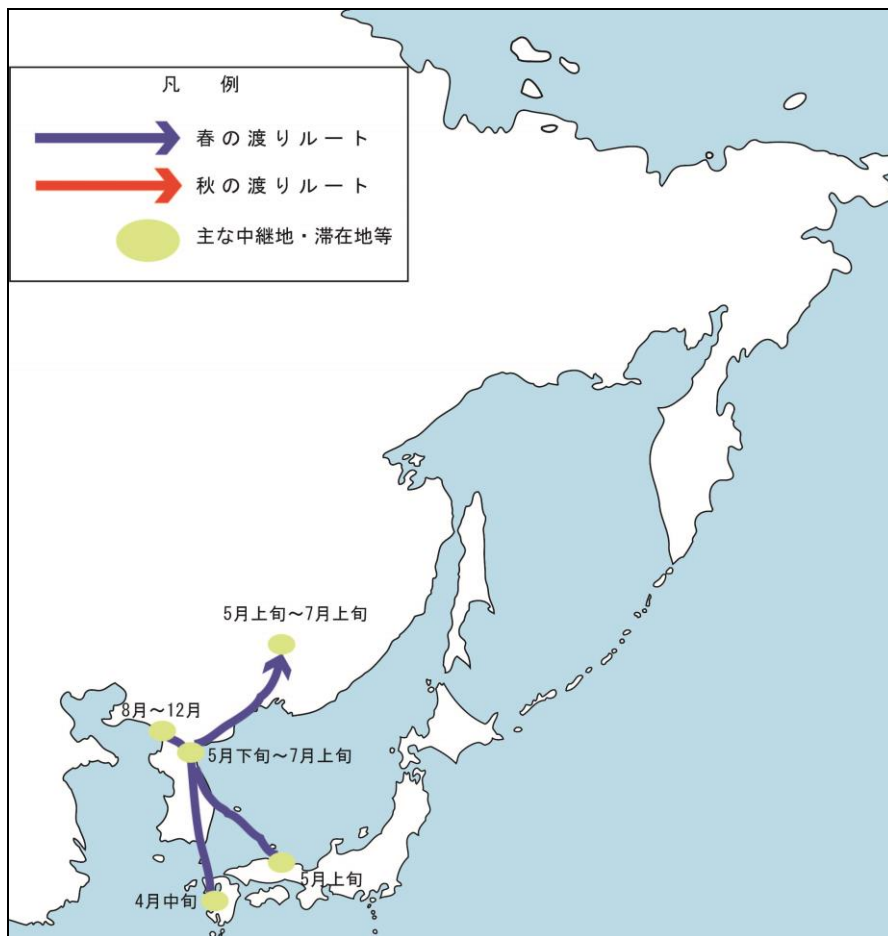 凡　例
春の渡りルート
秋の渡りルート
主な中継地・滞在地等
5月上旬～7月上旬
8月～12月
5月下旬～7月上旬
5月上旬
4月中旬